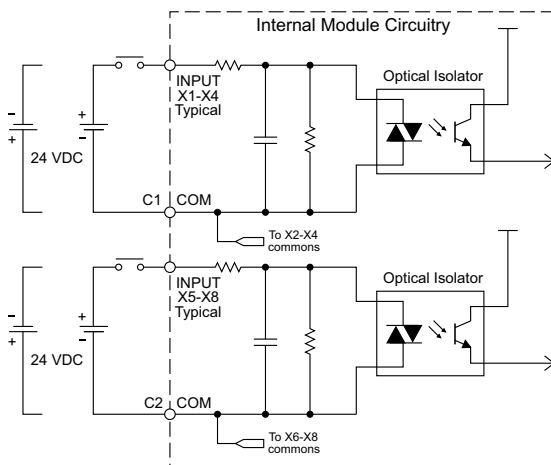 Internal Module Circuitry
INPUT
X1-X4
Typical
Optical Isolator
-
+
+
-
24 VDC
C1
COM
To X2-X4
commons
INPUT
X5-X8
Typical
Optical Isolator
-
+
+
-
24 VDC
C2
COM
To X6-X8
commons